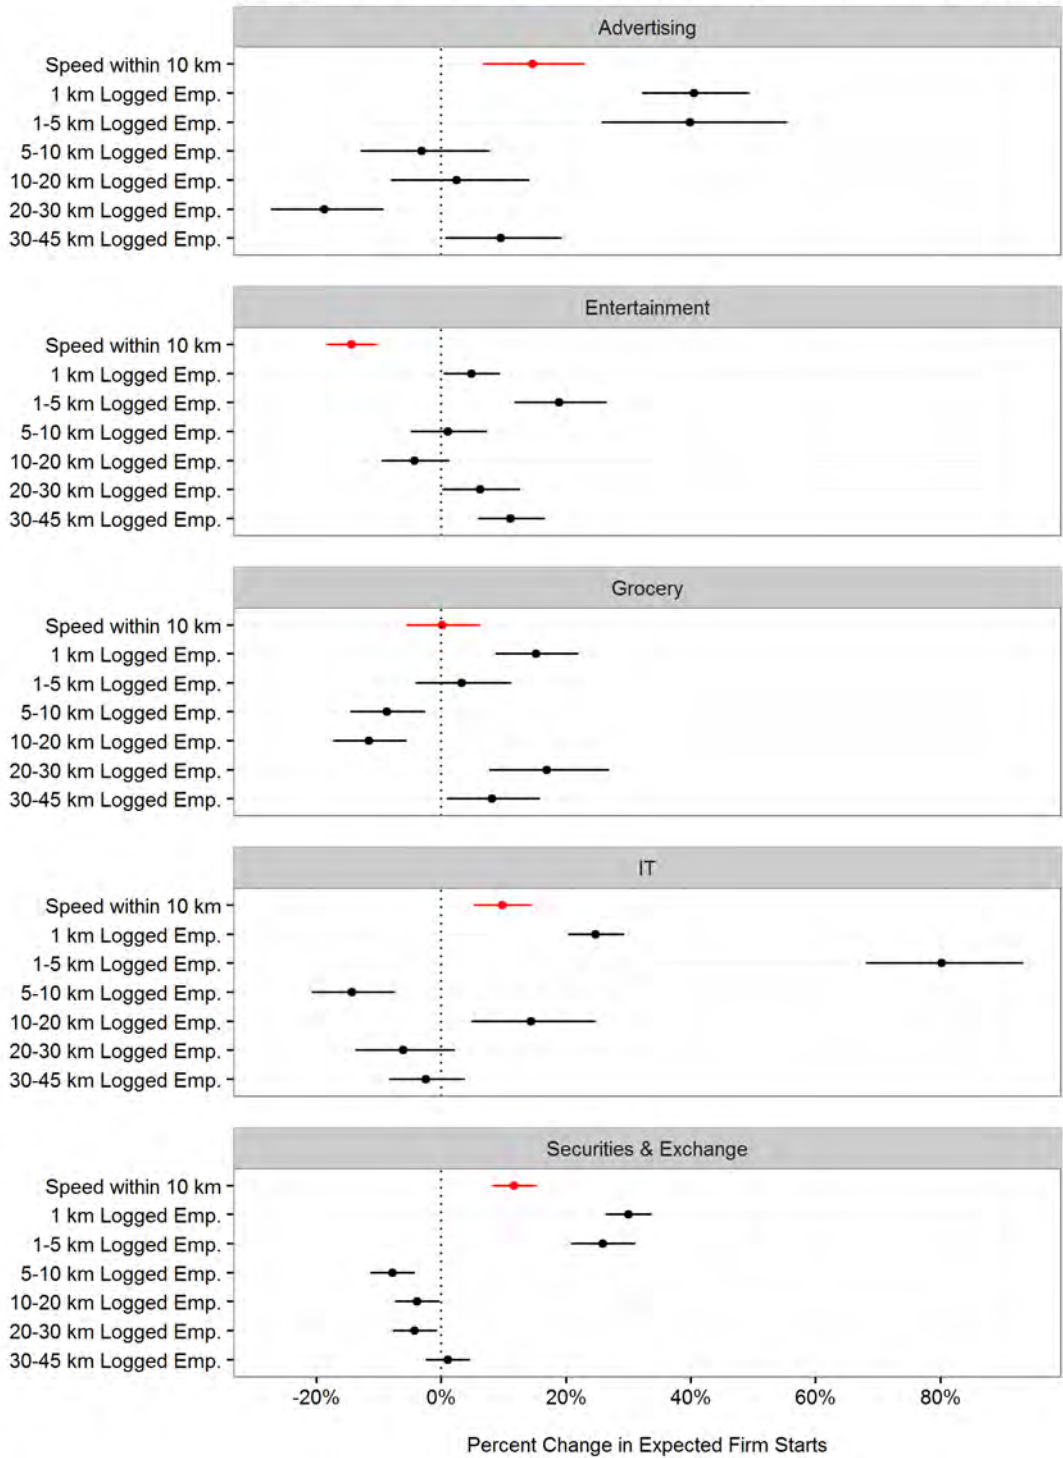 Advertising
Speed within 10 km
1 km Logged Emp.
1-5 km Logged Emp.
5-10 km Logged Emp.
10-20 km Logged Emp.
20-30 km Logged Emp.
30-45 km Logged Emp.
Entertainment
Speed within 10 km
1 km Logged Emp.
1-5 km Logged Emp.
5-10 km Logged Emp.
10-20 km Logged Emp.
20-30 km Logged Emp.
30-45 km Logged Emp.
Grocery
Speed within 10 km
1 km Logged Emp.
1-5 km Logged Emp.
5-10 km Logged Emp.
10-20 km Logged Emp.
20-30 km Logged Emp.
30-45 km Logged Emp.
IT
Speed within 10 km
1 km Logged Emp.
1-5 km Logged Emp.
5-10 km Logged Emp.
10-20 km Logged Emp.
20-30 km Logged Emp.
30-45 km Logged Emp.
Securities & Exchange
Speed within 10 km
1 km Logged Emp.
1-5 km Logged Emp.
5-10 km Logged Emp.
10-20 km Logged Emp.
20-30 km Logged Emp.
30-45 km Logged Emp.
-20% 0% 20% 40% 60% 80%
Percent Change in Expected Firm Starts